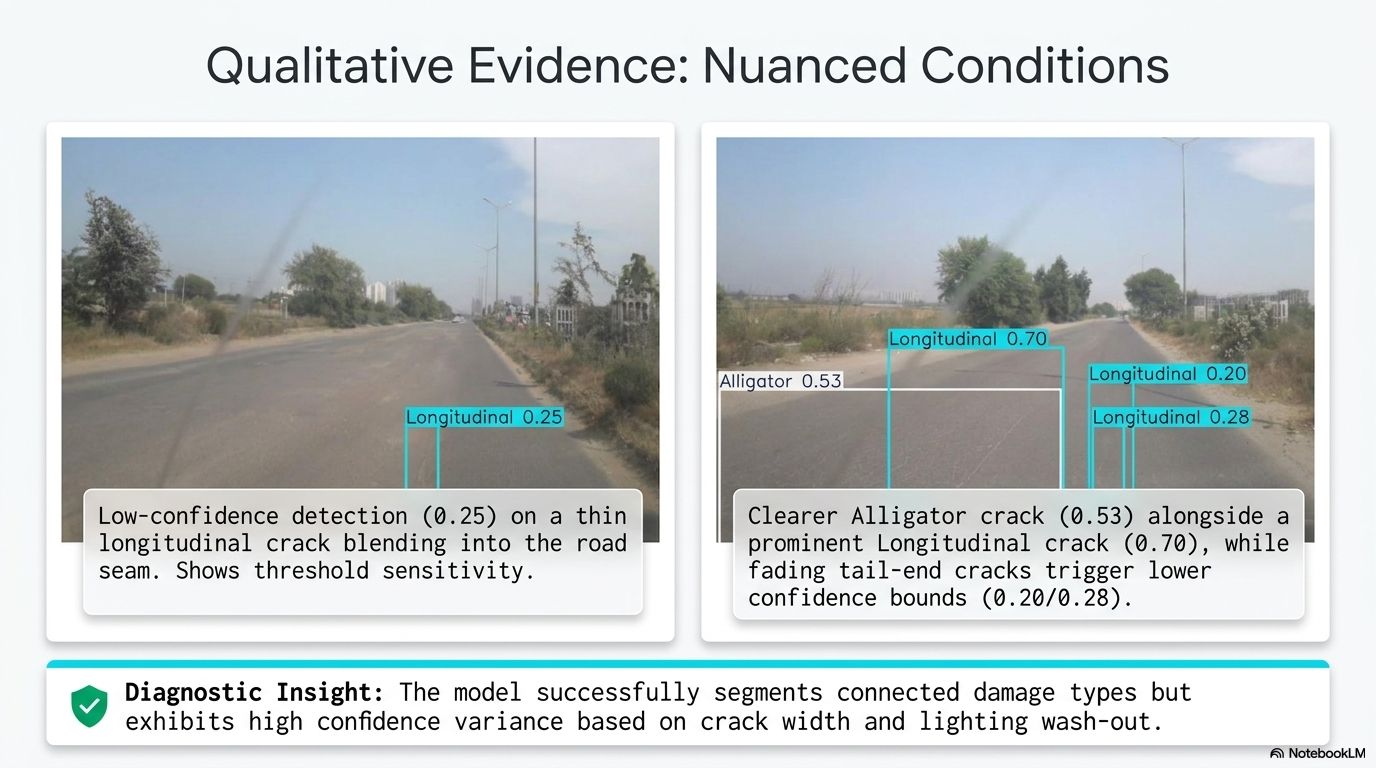 Qualitative Evidence: Nuanced Conditions
Longitudinal 0.25
Low-confidence detection (0.25) on a thin
longitudinal crack blending into the road
seam. Shows threshold sensitivity.
Longitudinal 0.70
Alligator 0.53
Longitudinal 0.20
Longitudinal 0.28
Clearer Alligator crack (0.53) alongside a
prominent Longitudinal crack (0.70), while
fading tail-end cracks trigger lower
confidence bounds (0.20/0.28).
Diagnostic Insight: The model successfully segments connected damage types but
exhibits high confidence variance based on crack width and lighting wash-out.
NotebookLM